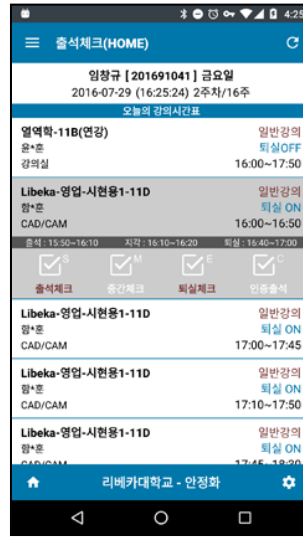 4:25
출석체크(HOME)
임창규 [ 201691041 ] 금요일
2016-07-29 (16:25:24) 2주차/16주
오늘의 강의시간표
열역학-11B(연강) 일반강의
윤*훈 퇴실OFF
강의실 16:00~17:50
Libeka-영업-시현용1-11D 일반강의
함*훈 퇴실 ON
CAD/CAM 16:00~16:50
출석 : 15:50~16:10 지각 : 16:10~16:20 퇴실 : 16:40~17:00
S M E C
출석체크 중간체크 퇴실체크 인증출석
Libeka-영업-시현용1-11D 일반강의
함*훈 퇴실 ON
CAD/CAM 17:00~17:45
Libeka-영업-시현용1-11D 일반강의
함*훈 퇴실 ON
CAD/CAM 17:10~17:50
Libeka-영업-시현용1-11D 일반강의
함*훈 퇴실 ON
CAD/CAM 17:45~18:30
리베카대학교 - 안정화